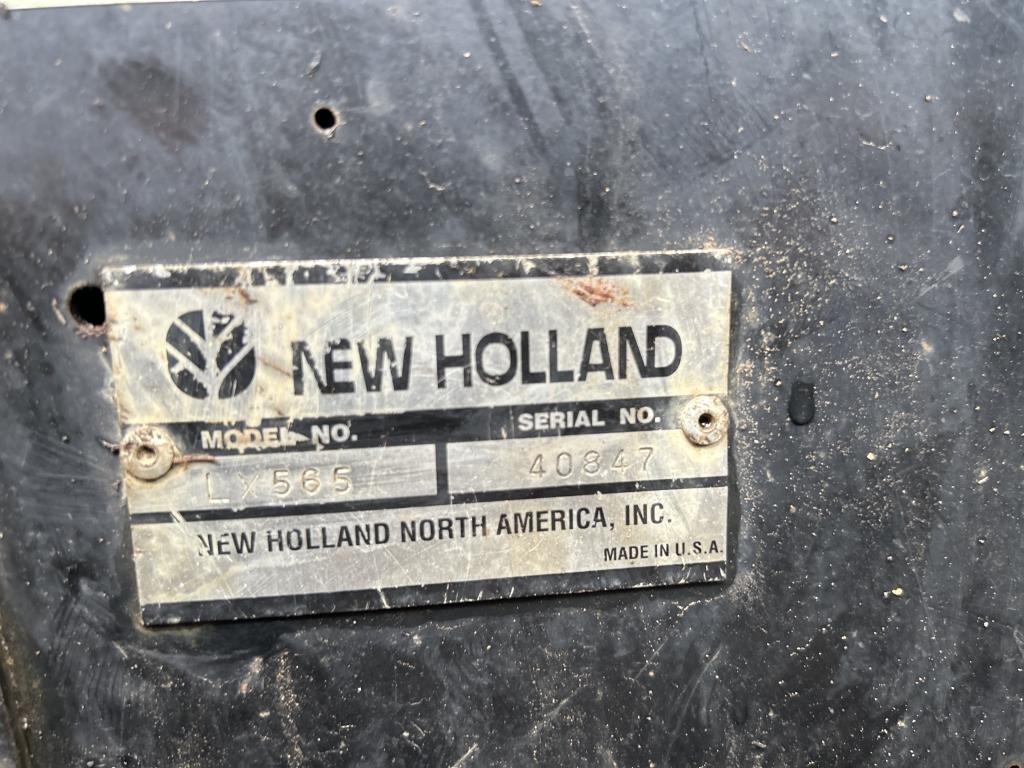 NEW HOLLAND
MODEL NO. SERIAL NO.
LX565 40847
NEW HOLLAND NORTH AMERICA, INC.
MADE IN U.S.A.